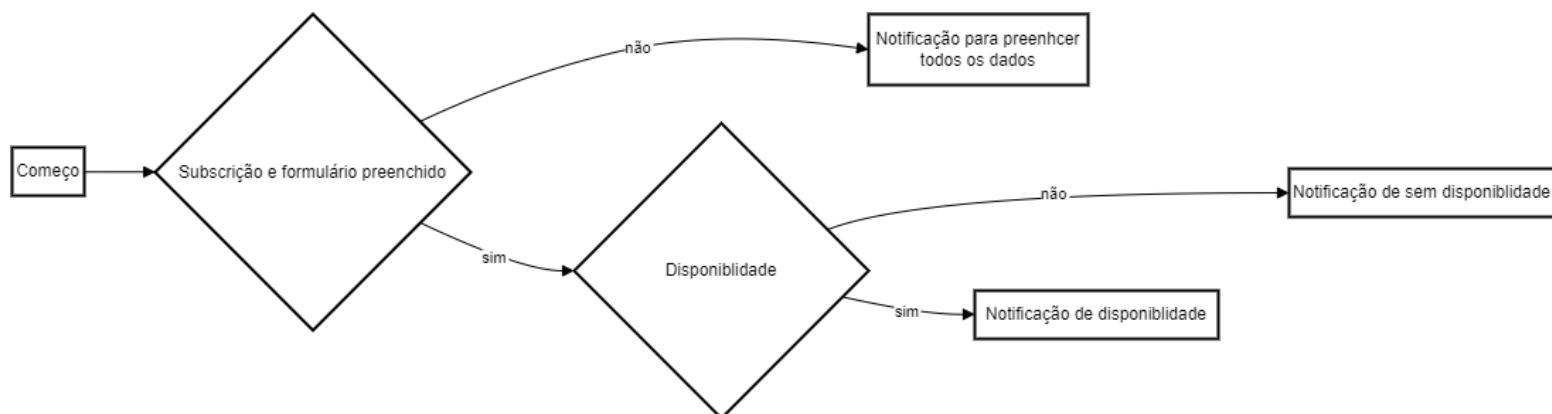 não
Notificação para preenhcer
todos os dados
Começo
Subscrição e formulário preenchido
sim
não
Notificação de sem disponiblidade
Disponiblidade
sim
Notificação de disponiblidade